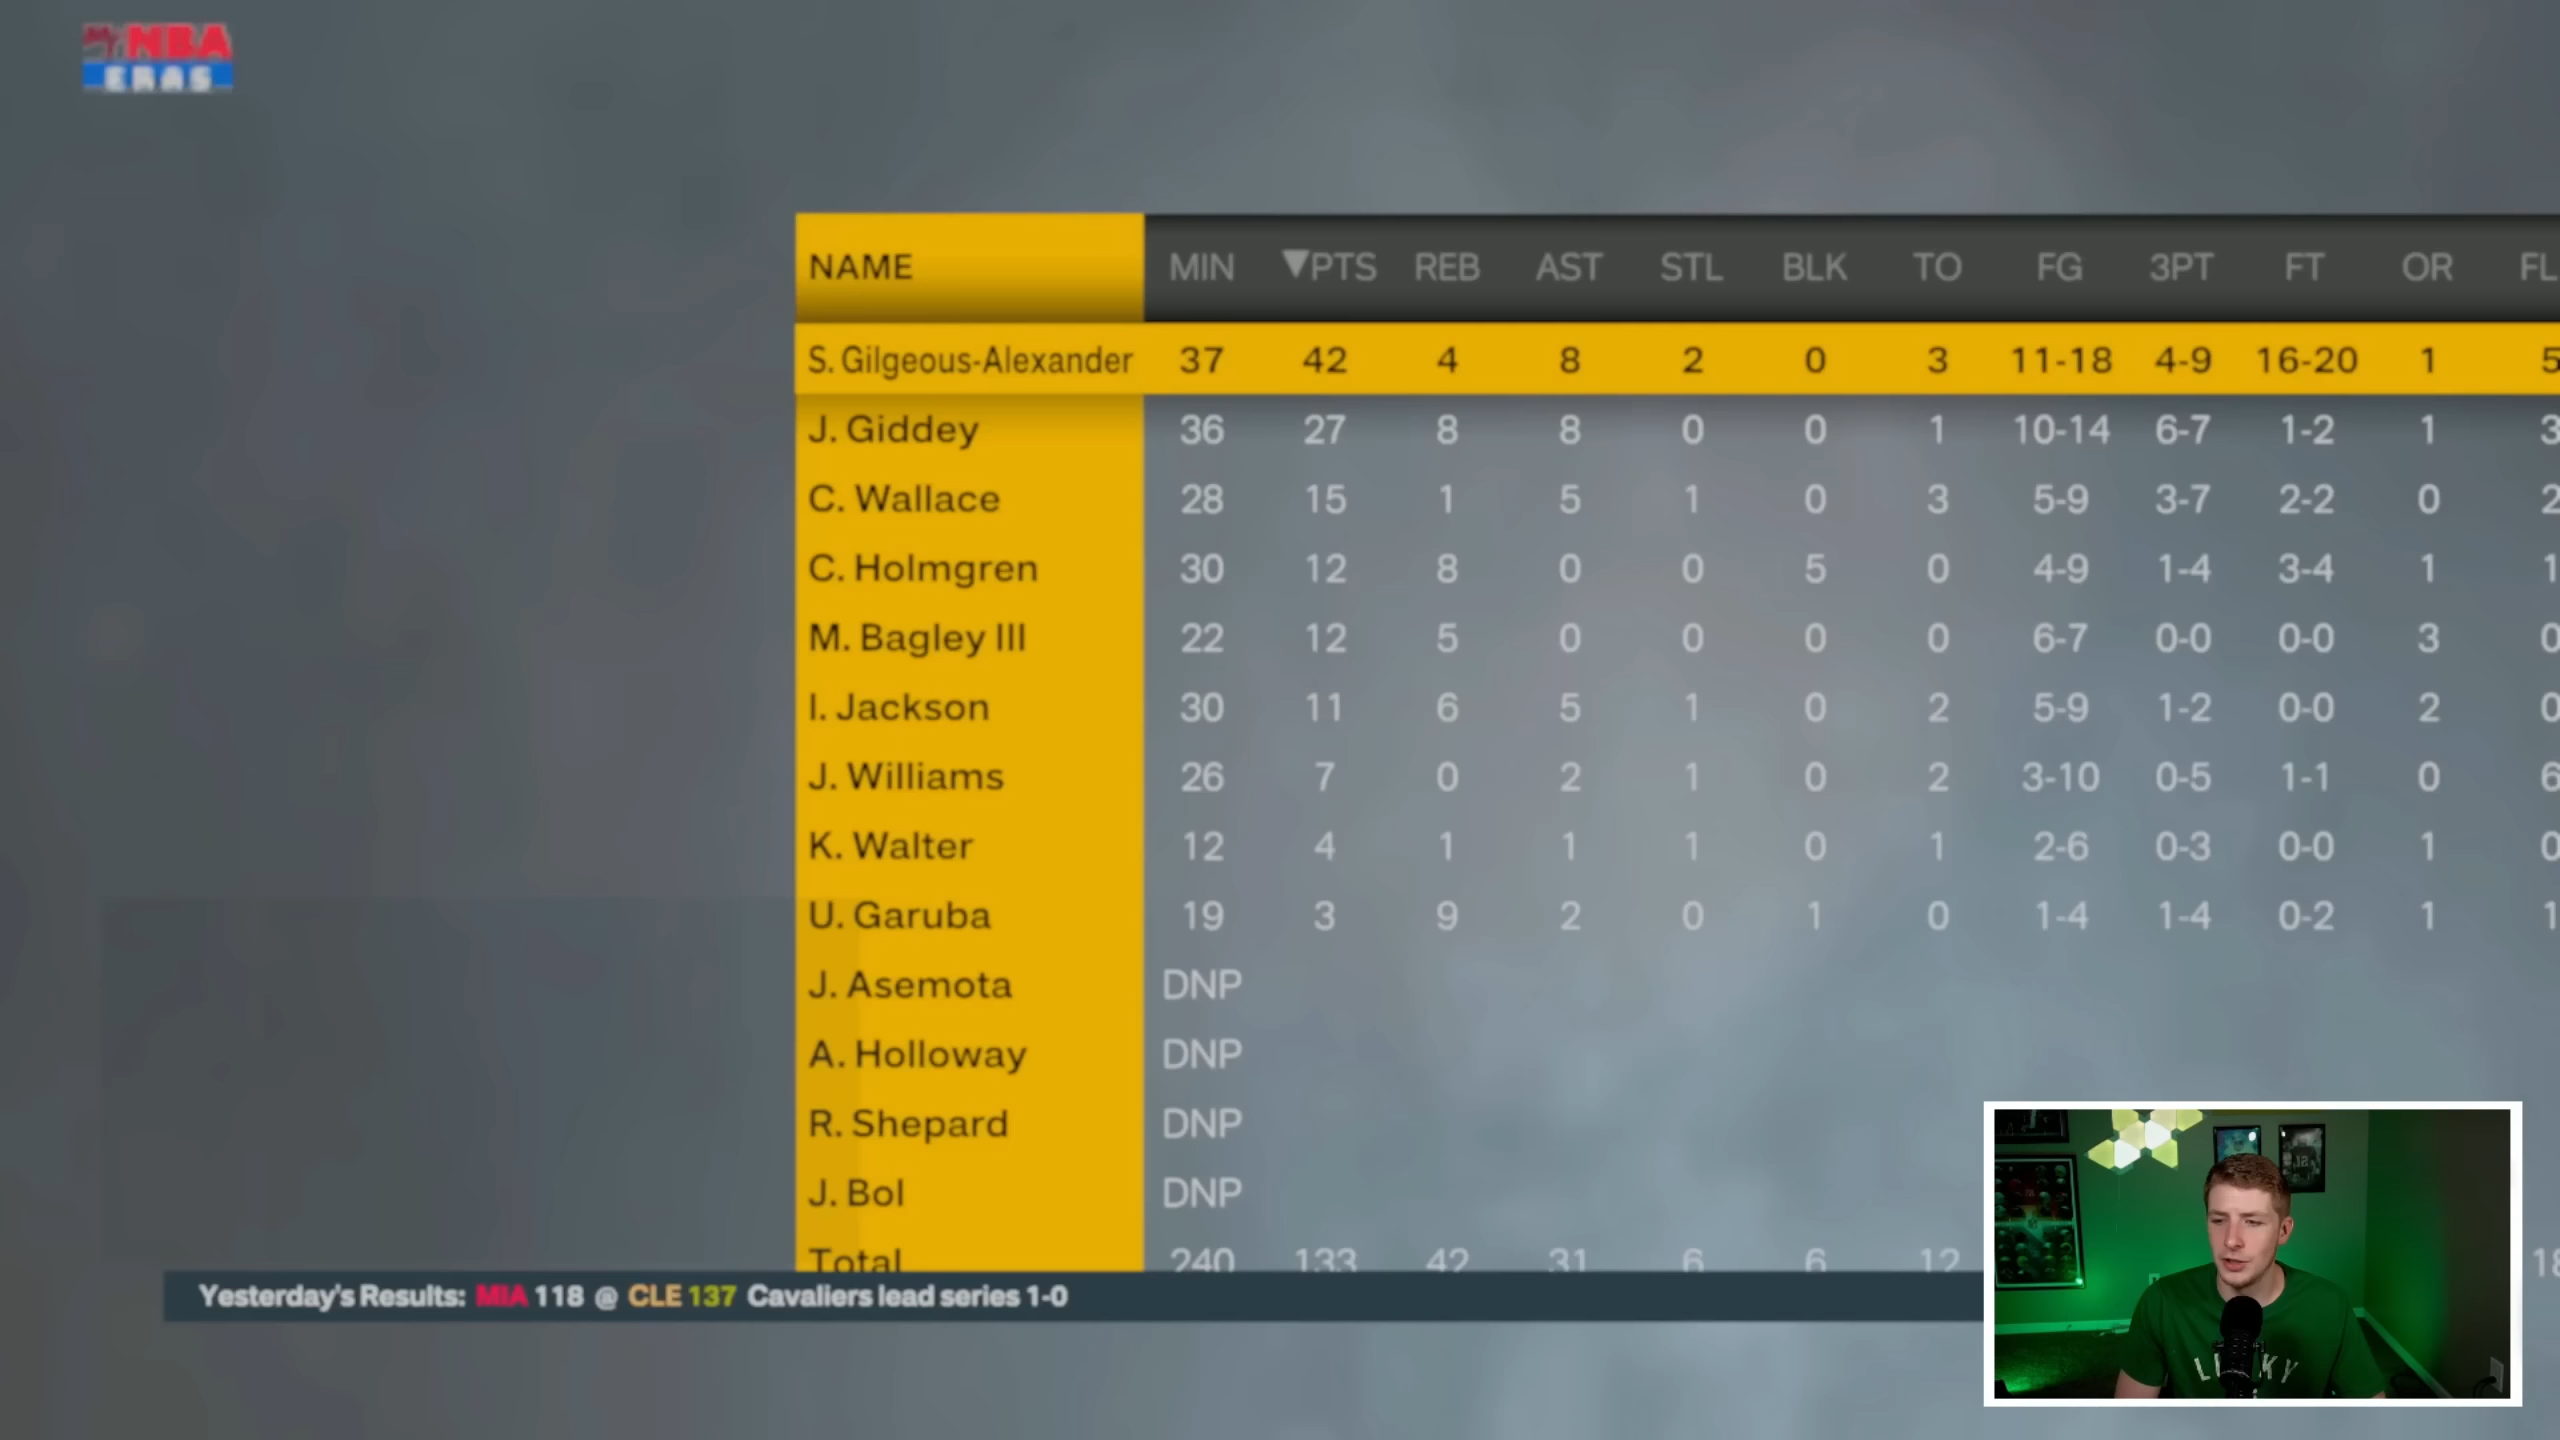 MyNBA
ERAS
NAME MIN ▼PTS REB AST STL BLK TO FG 3PT FT OR FL
S. Gilgeous-Alexander 37 42 4 8 2 0 3 11-18 4-9 16-20 1 5
J. Giddey 36 27 8 8 0 0 1 10-14 6-7 1-2 1 3
C. Wallace 28 15 1 5 1 0 3 5-9 3-7 2-2 0 2
C. Holmgren 30 12 8 0 0 5 0 4-9 1-4 3-4 1 1
M. Bagley III 22 12 5 0 0 0 0 6-7 0-0 0-0 3 0
I. Jackson 30 11 6 5 1 0 2 5-9 1-2 0-0 2 0
J. Williams 26 7 0 2 1 0 2 3-10 0-5 1-1 0 6
K. Walter 12 4 1 1 1 0 1 2-6 0-3 0-0 1 0
U. Garuba 19 3 9 2 0 1 0 1-4 1-4 0-2 1 1
J. Asemota DNP
A. Holloway DNP
R. Shepard DNP
J. Bol DNP
Total 240 133 42 31 6 6 12 18
Yesterday's Results: MIA 118 @ CLE 137 Cavaliers lead series 1-0
12